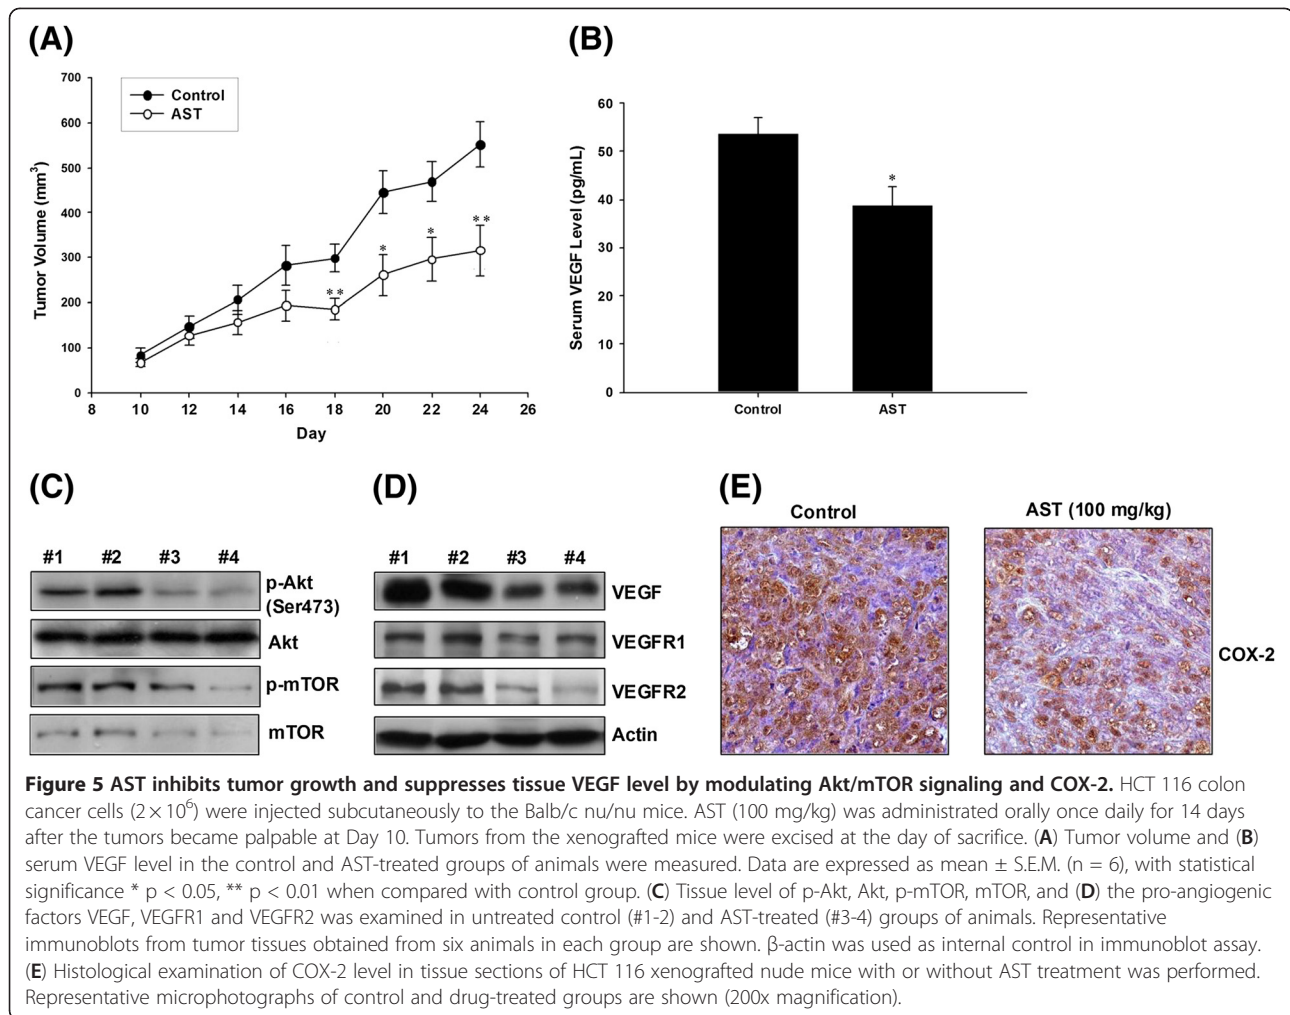 (A)
700
600
500
400
300
200
100
0
Tumor Volume (mm³)
Control
AST
**
*
*
**
8 10 12 14 16 18 20 22 24 26
Day
(B)
60
50
40
30
20
10
0
Serum VEGF Level (pg/mL)
*
Control AST
(C)
#1 #2 #3 #4
p-Akt
(Ser473)
Akt
p-mTOR
mTOR
(D)
#1 #2 #3 #4
VEGF
VEGFR1
VEGFR2
Actin
(E)
Control
AST (100 mg/kg)
COX-2
Figure 5 AST inhibits tumor growth and suppresses tissue VEGF level by modulating Akt/mTOR signaling and COX-2. HCT 116 colon
cancer cells (2 × 10⁶) were injected subcutaneously to the Balb/c nu/nu mice. AST (100 mg/kg) was administrated orally once daily for 14 days
after the tumors became palpable at Day 10. Tumors from the xenografted mice were excised at the day of sacrifice. (A) Tumor volume and (B)
serum VEGF level in the control and AST-treated groups of animals were measured. Data are expressed as mean ± S.E.M. (n = 6), with statistical
significance * p < 0.05, ** p < 0.01 when compared with control group. (C) Tissue level of p-Akt, Akt, p-mTOR, mTOR, and (D) the pro-angiogenic
factors VEGF, VEGFR1 and VEGFR2 was examined in untreated control (#1-2) and AST-treated (#3-4) groups of animals. Representative
immunoblots from tumor tissues obtained from six animals in each group are shown. β-actin was used as internal control in immunoblot assay.
(E) Histological examination of COX-2 level in tissue sections of HCT 116 xenografted nude mice with or without AST treatment was performed.
Representative microphotographs of control and drug-treated groups are shown (200x magnification).